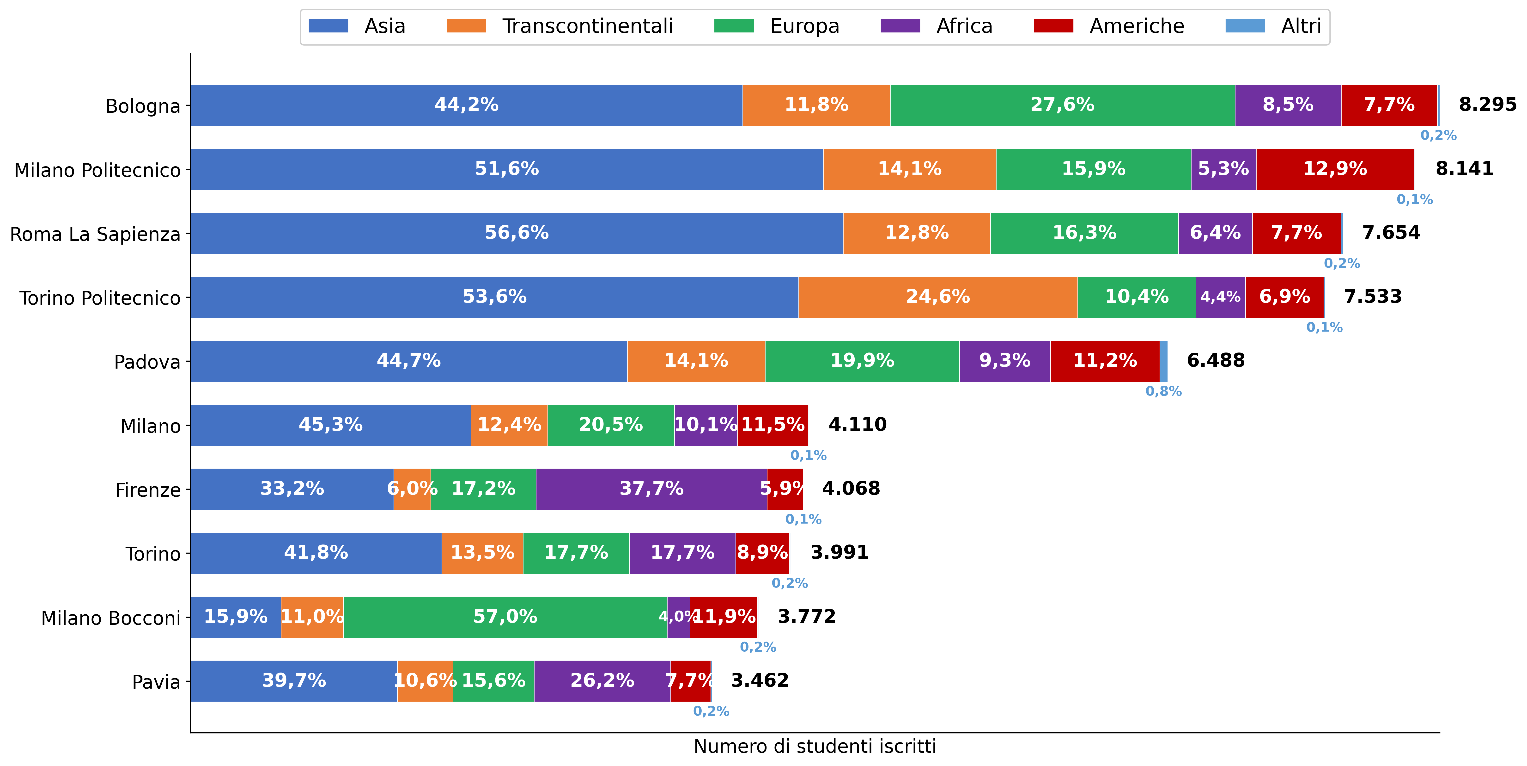 Asia Transcontinentali Europa Africa Americhe Altri
Bologna 44,2% 11,8% 27,6% 8,5% 7,7% 8.295
0,2%
Milano Politecnico 51,6% 14,1% 15,9% 5,3% 12,9% 8.141
0,1%
Roma La Sapienza 56,6% 12,8% 16,3% 6,4% 7,7% 7.654
0,2%
Torino Politecnico 53,6% 24,6% 10,4% 4,4% 6,9% 7.533
0,1%
Padova 44,7% 14,1% 19,9% 9,3% 11,2% 6.488
0,8%
Milano 45,3% 12,4% 20,5% 10,1% 11,5% 4.110
0,1%
Firenze 33,2% 6,0% 17,2% 37,7% 5,9% 4.068
0,1%
Torino 41,8% 13,5% 17,7% 17,7% 8,9% 3.991
0,2%
Milano Bocconi 15,9% 11,0% 57,0% 4,0% 11,9% 3.772
0,2%
Pavia 39,7% 10,6% 15,6% 26,2% 7,7% 3.462
0,2%
Numero di studenti iscritti